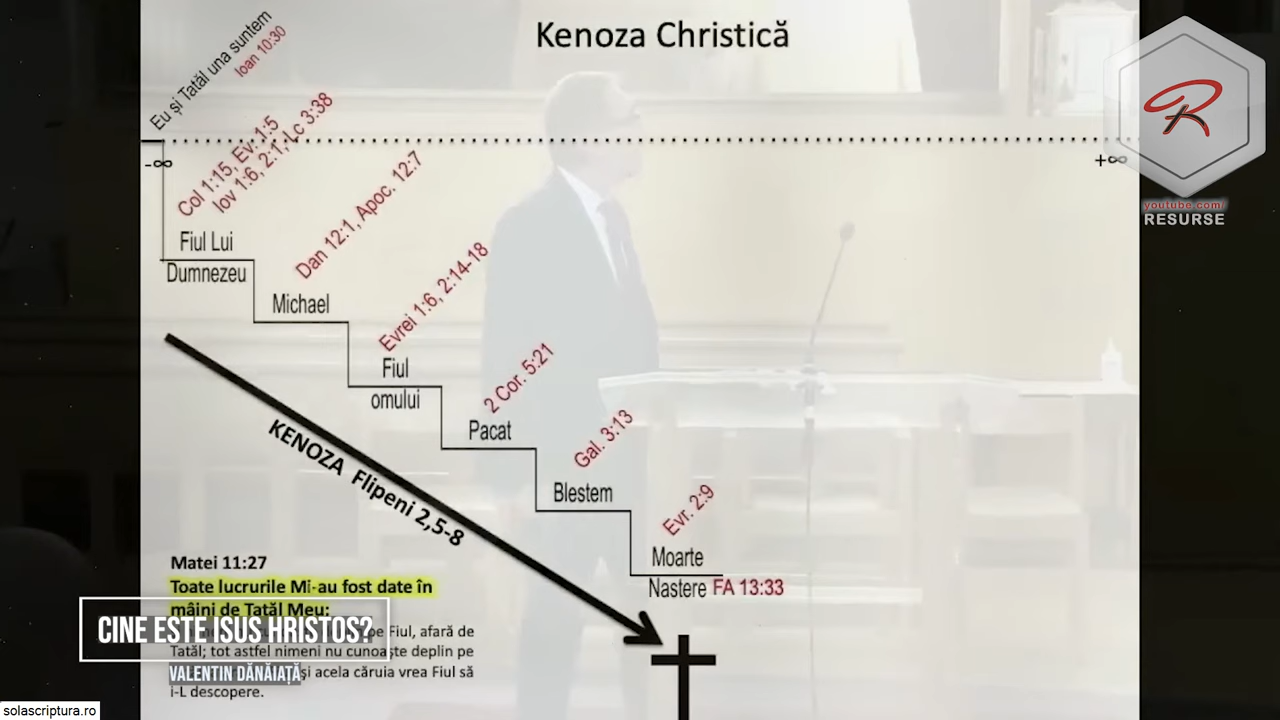 Kenoza Christică
Eu și Tatăl una suntem
Ioan 10:30
-∞
+∞
Col 1:15, Ev. 1:5
Iov 1:6, 2:1, Lc 3:38
Fiul Lui
Dumnezeu
Dan 12:1, Apoc. 12:7
Michael
Evrei 1:6, 2:14-18
Fiul
omului
2 Cor. 5:21
Pacat
Gal. 3:13
Blestem
Evr. 2:9
Moarte
Nastere FA 13:33
KENOZA Flipeni 2,5-8
Matei 11:27
Toate lucrurile Mi-au fost date în
mâini de Tatăl Meu:
pe Fiul, afară de
Tatăl; tot astfel nimeni nu cunoaște deplin pe
și acela căruia vrea Fiul să
i-L descopere.
CINE ESTE ISUS HRISTOS?
VALENTIN DĂNĂIAȚĂ
R
youtube.com/
RESURSE
solascriptura.ro